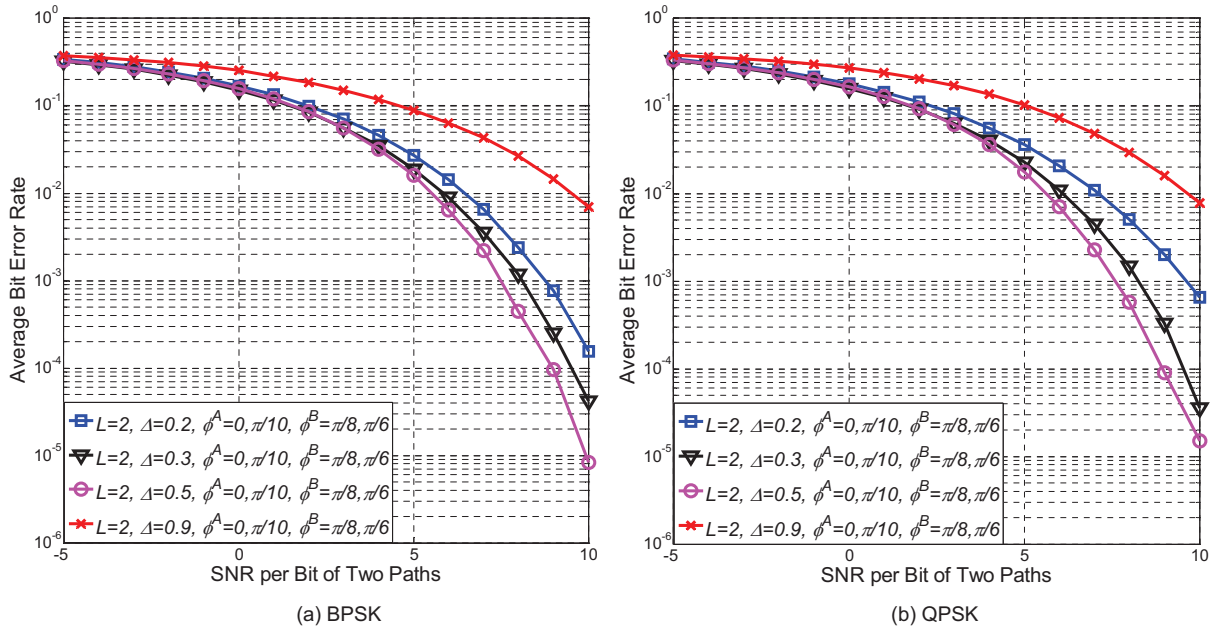 10^0
10^-1
10^-2
10^-3
10^-4
10^-5
10^-6
Average Bit Error Rate
L=2, Δ=0.2, ϕ^A=0,π/10, ϕ^B=π/8,π/6
L=2, Δ=0.3, ϕ^A=0,π/10, ϕ^B=π/8,π/6
L=2, Δ=0.5, ϕ^A=0,π/10, ϕ^B=π/8,π/6
L=2, Δ=0.9, ϕ^A=0,π/10, ϕ^B=π/8,π/6
-5 0 5 10
SNR per Bit of Two Paths
(a) BPSK
10^0
10^-1
10^-2
10^-3
10^-4
10^-5
10^-6
Average Bit Error Rate
L=2, Δ=0.2, ϕ^A=0,π/10, ϕ^B=π/8,π/6
L=2, Δ=0.3, ϕ^A=0,π/10, ϕ^B=π/8,π/6
L=2, Δ=0.5, ϕ^A=0,π/10, ϕ^B=π/8,π/6
L=2, Δ=0.9, ϕ^A=0,π/10, ϕ^B=π/8,π/6
-5 0 5 10
SNR per Bit of Two Paths
(b) QPSK